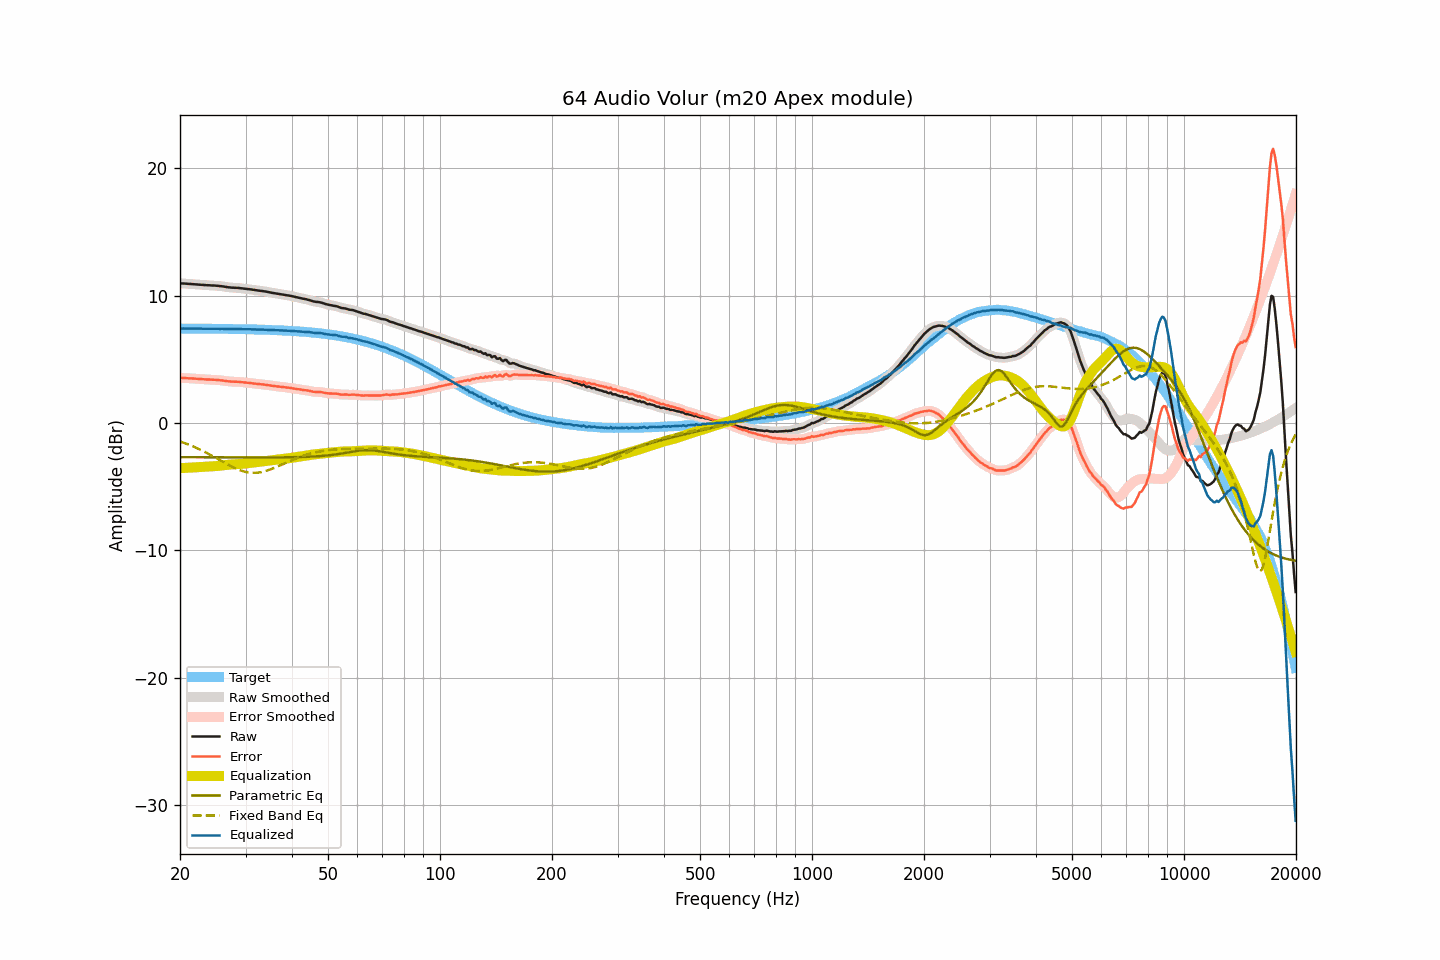 64 Audio Volur (m20 Apex module)
20
10
0
−10
−20
−30
Amplitude (dBr)
Target
Raw Smoothed
Error Smoothed
Raw
Error
Equalization
Parametric Eq
Fixed Band Eq
Equalized
20 50 100 200 500 1000 2000 5000 10000 20000
Frequency (Hz)